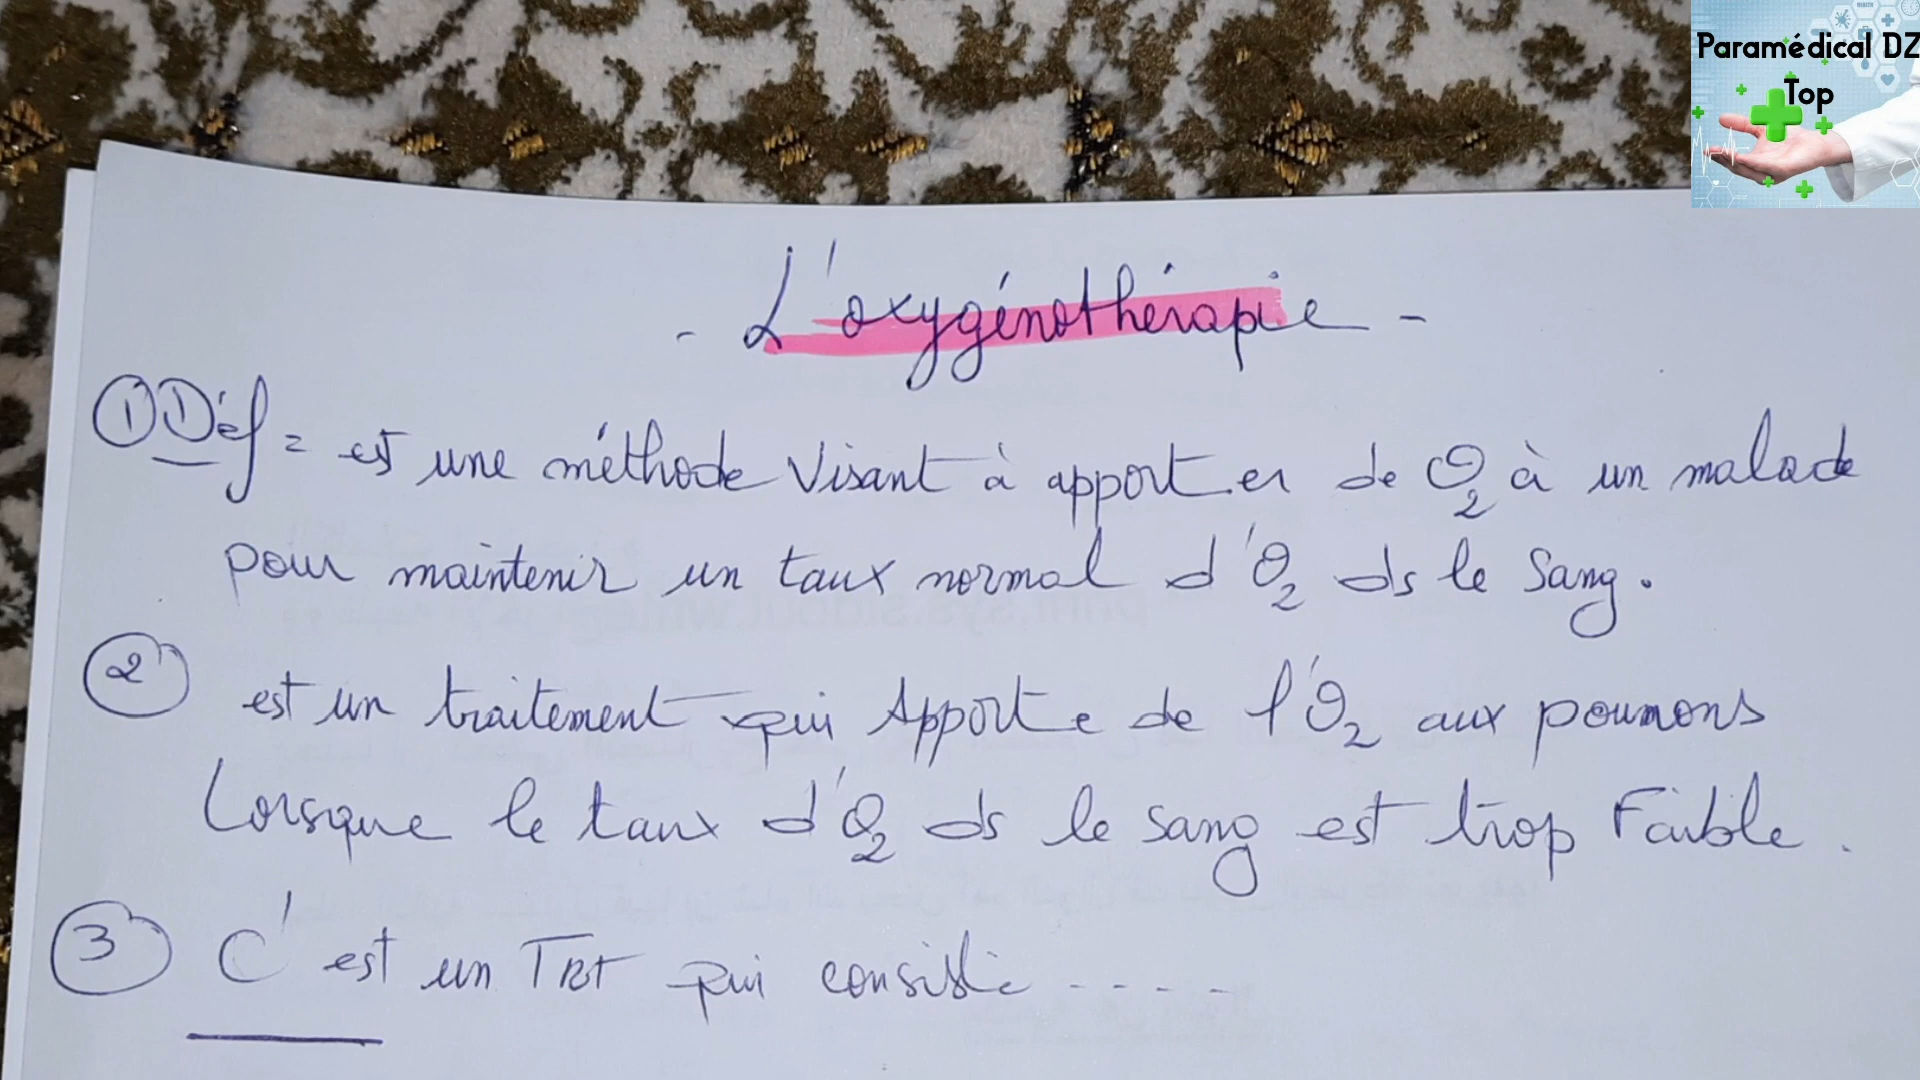 Paramédical DZ
Top
- L'oxygénothérapie -
① Déf = est une méthode visant à apporter de O2 à un malade
pour maintenir un taux normal d'O2 ds le sang.
② est un traitement qui Apporte de l'O2 aux poumons
Lorsque le taux d'O2 ds le sang est trop Faible.
③ C'est un TRT qui consiste - - - -